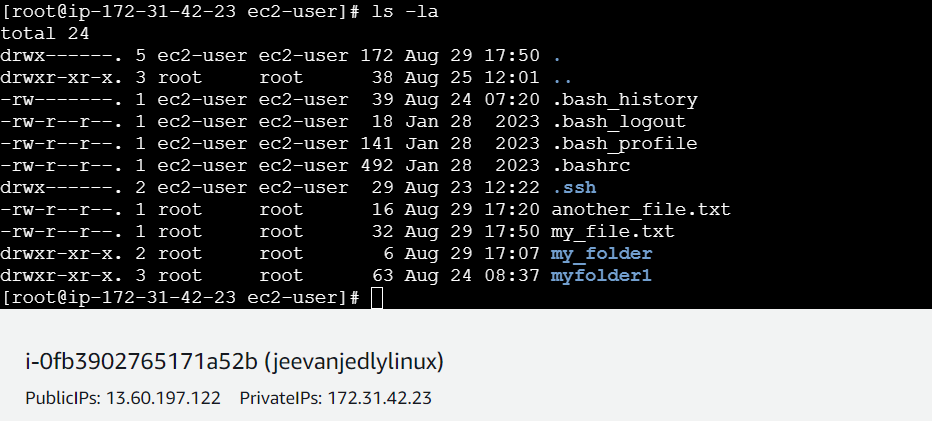 [root@ip-172-31-42-23 ec2-user]# ls -la
total 24
drwx------. 5 ec2-user ec2-user 172 Aug 29 17:50 .
drwxr-xr-x. 3 root     root      38 Aug 25 12:01 ..
-rw-------. 1 ec2-user ec2-user  39 Aug 24 07:20 .bash_history
-rw-r--r--. 1 ec2-user ec2-user  18 Jan 28  2023 .bash_logout
-rw-r--r--. 1 ec2-user ec2-user 141 Jan 28  2023 .bash_profile
-rw-r--r--. 1 ec2-user ec2-user 492 Jan 28  2023 .bashrc
drwx------. 2 ec2-user ec2-user  29 Aug 23 12:22 .ssh
-rw-r--r--. 1 root     root      16 Aug 29 17:20 another_file.txt
-rw-r--r--. 1 root     root      32 Aug 29 17:50 my_file.txt
drwxr-xr-x. 2 root     root       6 Aug 29 17:07 my_folder
drwxr-xr-x. 3 root     root      63 Aug 24 08:37 myfolder1
[root@ip-172-31-42-23 ec2-user]#
i-0fb3902765171a52b (jeevanjedlylinux)
PublicIPs: 13.60.197.122 PrivateIPs: 172.31.42.23